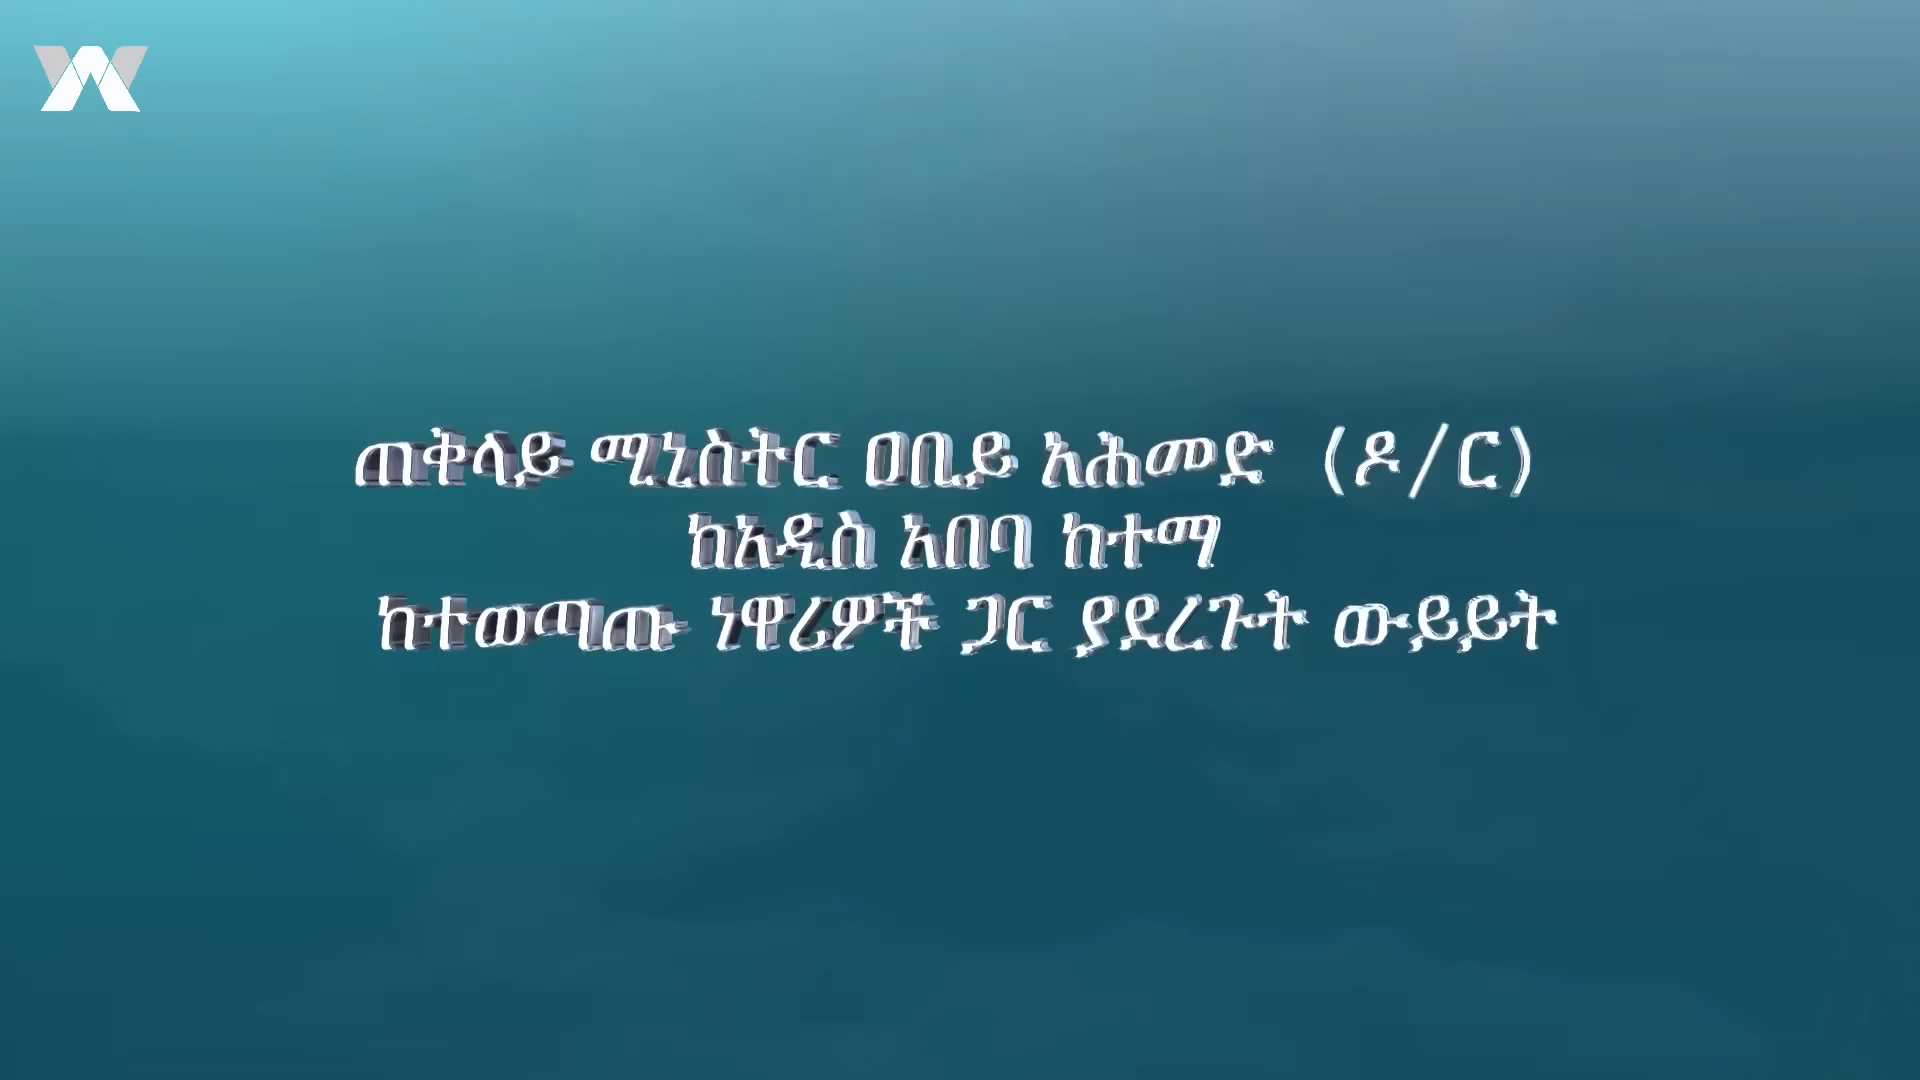 ጠቅላይ ሚኒስትር ዐቢይ አሕመድ (ዶ/ር)
ከአዲስ አበባ ከተማ
ከተወጣጡ ነዋሪዎች ጋር ያደረጉት ውይይት